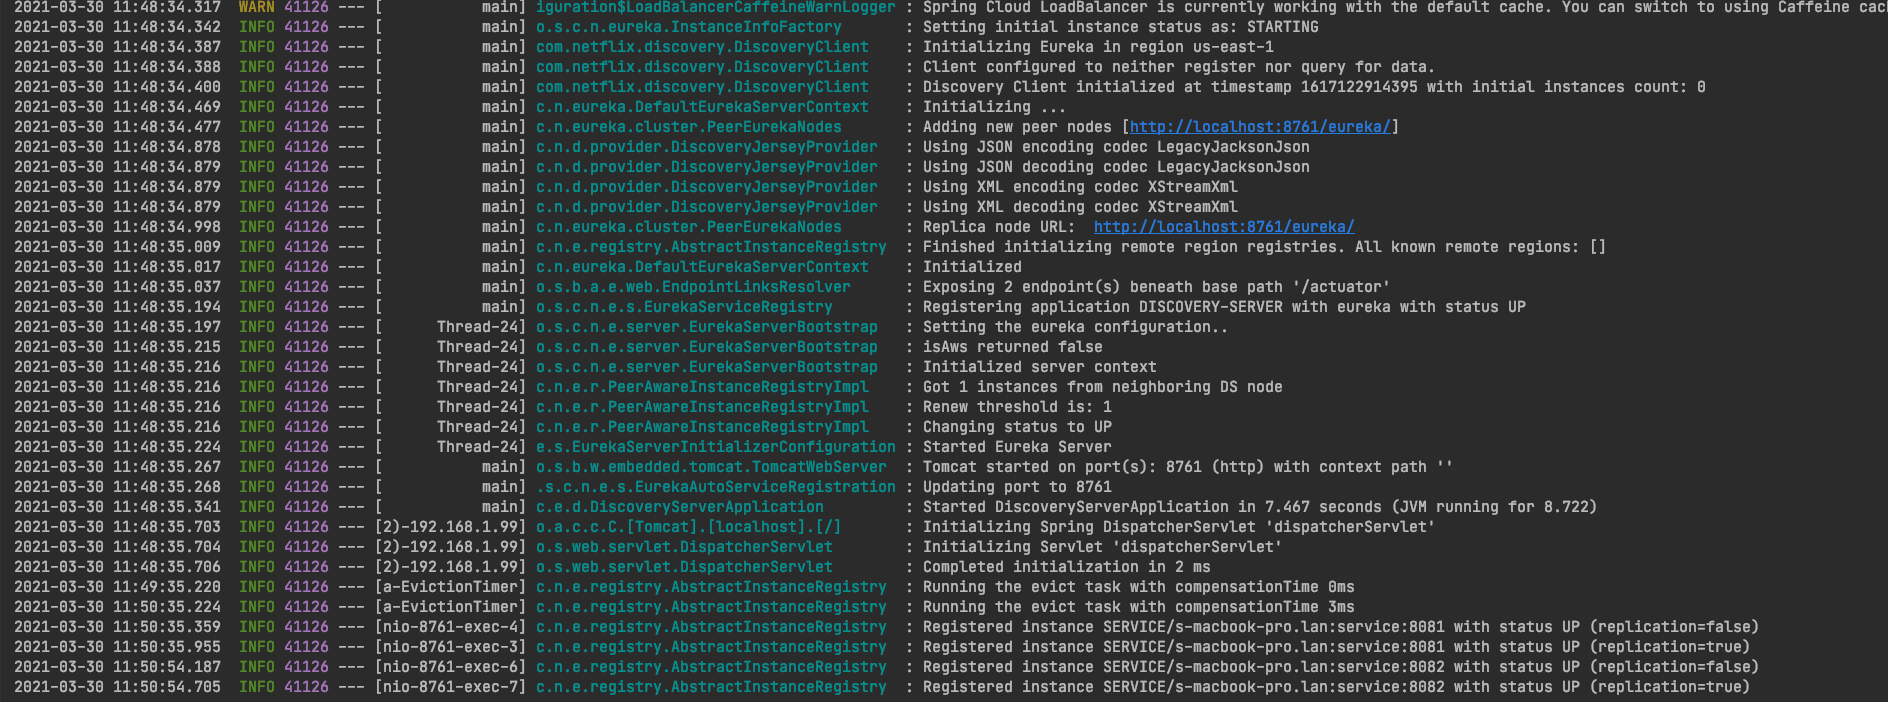 2021-03-30 11:48:34.317  WARN 41126 --- [           main] iguration$LoadBalancerCaffeineWarnLogger : Spring Cloud LoadBalancer is currently working with the default cache. You can switch to using Caffeine cac
2021-03-30 11:48:34.342  INFO 41126 --- [           main] o.s.c.n.eureka.InstanceInfoFactory       : Setting initial instance status as: STARTING
2021-03-30 11:48:34.387  INFO 41126 --- [           main] com.netflix.discovery.DiscoveryClient    : Initializing Eureka in region us-east-1
2021-03-30 11:48:34.388  INFO 41126 --- [           main] com.netflix.discovery.DiscoveryClient    : Client configured to neither register nor query for data.
2021-03-30 11:48:34.400  INFO 41126 --- [           main] com.netflix.discovery.DiscoveryClient    : Discovery Client initialized at timestamp 1617122914395 with initial instances count: 0
2021-03-30 11:48:34.469  INFO 41126 --- [           main] c.n.eureka.DefaultEurekaServerContext    : Initializing ...
2021-03-30 11:48:34.477  INFO 41126 --- [           main] c.n.eureka.cluster.PeerEurekaNodes       : Adding new peer nodes [http://localhost:8761/eureka/]
2021-03-30 11:48:34.878  INFO 41126 --- [           main] c.n.d.provider.DiscoveryJerseyProvider   : Using JSON encoding codec LegacyJacksonJson
2021-03-30 11:48:34.879  INFO 41126 --- [           main] c.n.d.provider.DiscoveryJerseyProvider   : Using JSON decoding codec LegacyJacksonJson
2021-03-30 11:48:34.879  INFO 41126 --- [           main] c.n.d.provider.DiscoveryJerseyProvider   : Using XML encoding codec XStreamXml
2021-03-30 11:48:34.879  INFO 41126 --- [           main] c.n.d.provider.DiscoveryJerseyProvider   : Using XML decoding codec XStreamXml
2021-03-30 11:48:34.998  INFO 41126 --- [           main] c.n.eureka.cluster.PeerEurekaNodes       : Replica node URL:  http://localhost:8761/eureka/
2021-03-30 11:48:35.009  INFO 41126 --- [           main] c.n.e.registry.AbstractInstanceRegistry  : Finished initializing remote region registries. All known remote regions: []
2021-03-30 11:48:35.017  INFO 41126 --- [           main] c.n.eureka.DefaultEurekaServerContext    : Initialized
2021-03-30 11:48:35.037  INFO 41126 --- [           main] o.s.b.a.e.web.EndpointLinksResolver      : Exposing 2 endpoint(s) beneath base path '/actuator'
2021-03-30 11:48:35.194  INFO 41126 --- [           main] o.s.c.n.e.s.EurekaServiceRegistry        : Registering application DISCOVERY-SERVER with eureka with status UP
2021-03-30 11:48:35.197  INFO 41126 --- [      Thread-24] o.s.c.n.e.server.EurekaServerBootstrap   : Setting the eureka configuration..
2021-03-30 11:48:35.215  INFO 41126 --- [      Thread-24] o.s.c.n.e.server.EurekaServerBootstrap   : isAws returned false
2021-03-30 11:48:35.216  INFO 41126 --- [      Thread-24] o.s.c.n.e.server.EurekaServerBootstrap   : Initialized server context
2021-03-30 11:48:35.216  INFO 41126 --- [      Thread-24] c.n.e.r.PeerAwareInstanceRegistryImpl    : Got 1 instances from neighboring DS node
2021-03-30 11:48:35.216  INFO 41126 --- [      Thread-24] c.n.e.r.PeerAwareInstanceRegistryImpl    : Renew threshold is: 1
2021-03-30 11:48:35.216  INFO 41126 --- [      Thread-24] c.n.e.r.PeerAwareInstanceRegistryImpl    : Changing status to UP
2021-03-30 11:48:35.224  INFO 41126 --- [      Thread-24] e.s.EurekaServerInitializerConfiguration : Started Eureka Server
2021-03-30 11:48:35.267  INFO 41126 --- [           main] o.s.b.w.embedded.tomcat.TomcatWebServer  : Tomcat started on port(s): 8761 (http) with context path ''
2021-03-30 11:48:35.268  INFO 41126 --- [           main] .s.c.n.e.s.EurekaAutoServiceRegistration : Updating port to 8761
2021-03-30 11:48:35.341  INFO 41126 --- [           main] c.e.d.DiscoveryServerApplication         : Started DiscoveryServerApplication in 7.467 seconds (JVM running for 8.722)
2021-03-30 11:48:35.703  INFO 41126 --- [2)-192.168.1.99] o.a.c.c.C.[Tomcat].[localhost].[/]       : Initializing Spring DispatcherServlet 'dispatcherServlet'
2021-03-30 11:48:35.704  INFO 41126 --- [2)-192.168.1.99] o.s.web.servlet.DispatcherServlet        : Initializing Servlet 'dispatcherServlet'
2021-03-30 11:48:35.706  INFO 41126 --- [2)-192.168.1.99] o.s.web.servlet.DispatcherServlet        : Completed initialization in 2 ms
2021-03-30 11:49:35.220  INFO 41126 --- [a-EvictionTimer] c.n.e.registry.AbstractInstanceRegistry  : Running the evict task with compensationTime 0ms
2021-03-30 11:50:35.224  INFO 41126 --- [a-EvictionTimer] c.n.e.registry.AbstractInstanceRegistry  : Running the evict task with compensationTime 3ms
2021-03-30 11:50:35.359  INFO 41126 --- [nio-8761-exec-4] c.n.e.registry.AbstractInstanceRegistry  : Registered instance SERVICE/s-macbook-pro.lan:service:8081 with status UP (replication=false)
2021-03-30 11:50:35.955  INFO 41126 --- [nio-8761-exec-3] c.n.e.registry.AbstractInstanceRegistry  : Registered instance SERVICE/s-macbook-pro.lan:service:8081 with status UP (replication=true)
2021-03-30 11:50:54.187  INFO 41126 --- [nio-8761-exec-6] c.n.e.registry.AbstractInstanceRegistry  : Registered instance SERVICE/s-macbook-pro.lan:service:8082 with status UP (replication=false)
2021-03-30 11:50:54.705  INFO 41126 --- [nio-8761-exec-7] c.n.e.registry.AbstractInstanceRegistry  : Registered instance SERVICE/s-macbook-pro.lan:service:8082 with status UP (replication=true)